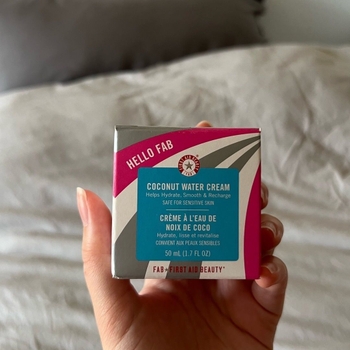 HELLO FAB
COCONUT WATER CREAM
Helps Hydrate, Smooth & Recharge
SAFE FOR SENSITIVE SKIN
CRÈME À L'EAU DE
NOIX DE COCO
Hydrate, lisse et revitalise
CONVIENT AUX PEAUX SENSIBLES
50 mL (1.7 FL OZ)
FAB • FIRST AID BEAUTY™